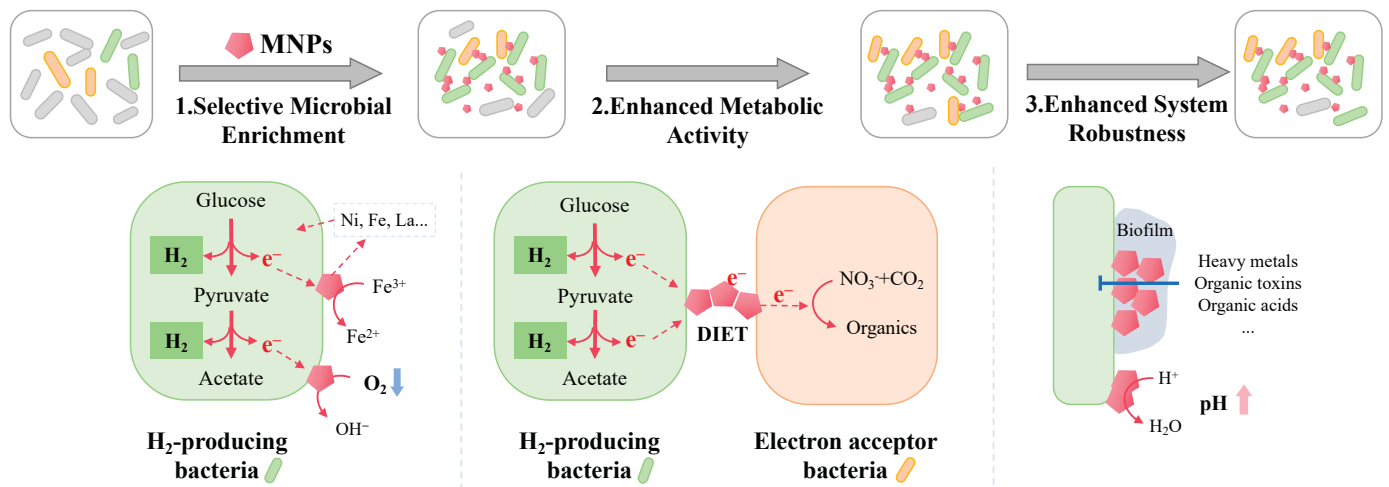 MNPs
1.Selective Microbial
Enrichment
2.Enhanced Metabolic
Activity
3.Enhanced System
Robustness
Glucose
H₂
e⁻
Pyruvate
H₂
e⁻
Acetate
Ni, Fe, La...
Fe³⁺
Fe²⁺
O₂
OH⁻
H₂-producing
bacteria
Glucose
H₂
e⁻
Pyruvate
H₂
e⁻
Acetate
e⁻
DIET
e⁻
NO₃⁻+CO₂
Organics
H₂-producing
bacteria
Electron acceptor
bacteria
Biofilm
Heavy metals
Organic toxins
Organic acids
...
H⁺
H₂O
pH